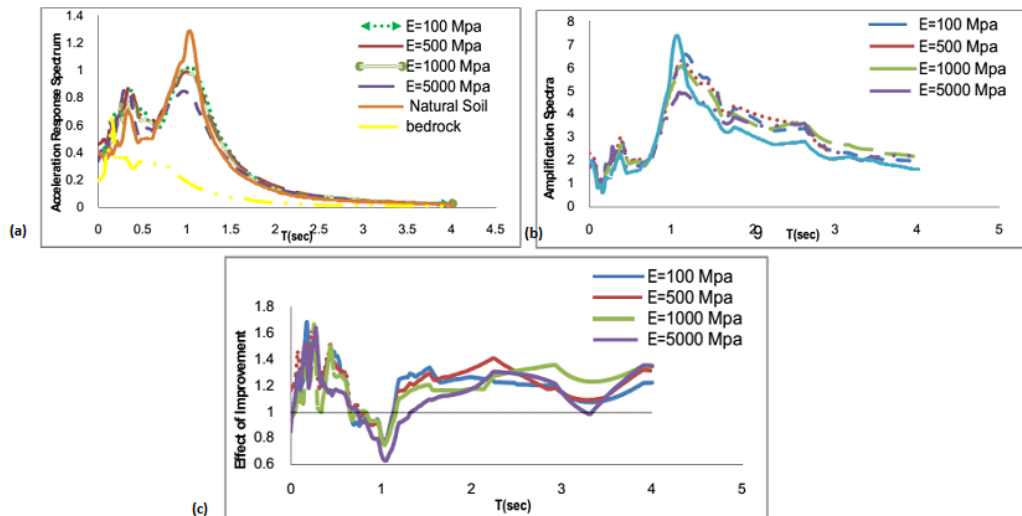 1.4
1.2
1
0.8
0.6
0.4
0.2
0
Acceleration Response Spectrum
E=100 Mpa
E=500 Mpa
E=1000 Mpa
E=5000 Mpa
Natural Soil
bedrock
0 0.5 1 1.5 2 2.5 3 3.5 4 4.5
T(sec)
(a)
8
7
6
5
4
3
2
1
0
Amplification Spectra
E=100 Mpa
E=500 Mpa
E=1000 Mpa
E=5000 Mpa
0 1 2 3 4 5
9 T(sec)
(b)
1.8
1.6
1.4
1.2
1
0.8
0.6
Effect of Improvement
E=100 Mpa
E=500 Mpa
E=1000 Mpa
E=5000 Mpa
0 1 2 3 4 5
T(sec)
(c)